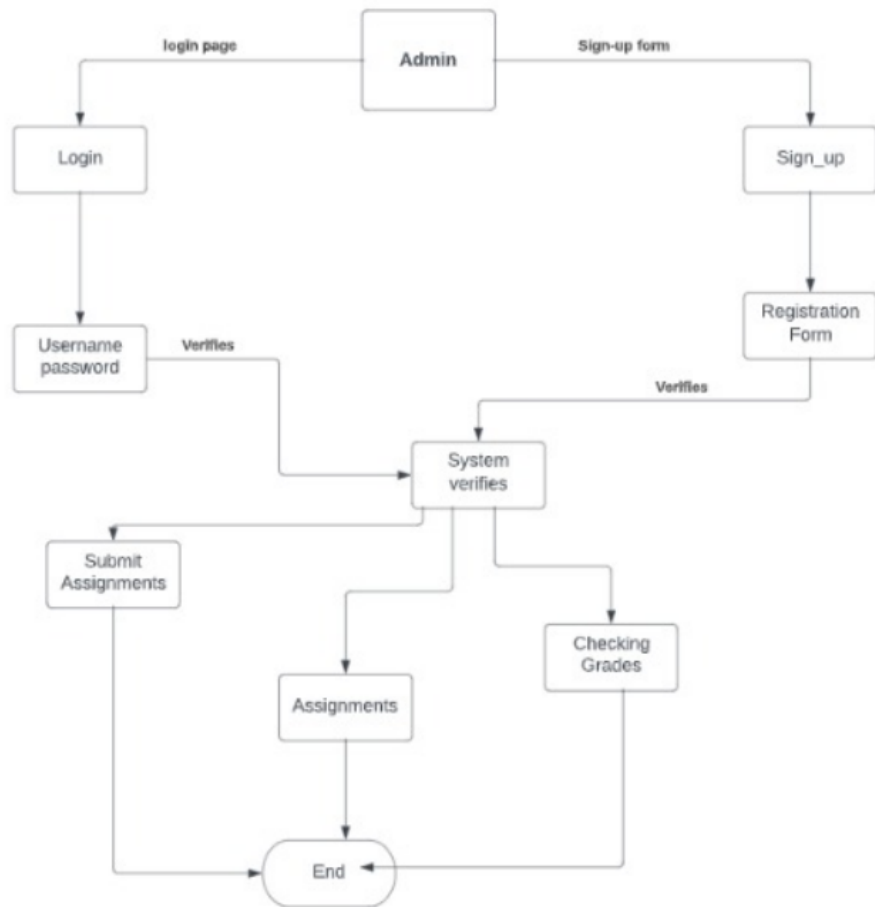 login page
Admin
Sign-up form
Login
Sign_up
Username
password
Verifies
Registration
Form
Verifies
System
verifies
Submit
Assignments
Checking
Grades
Assignments
End